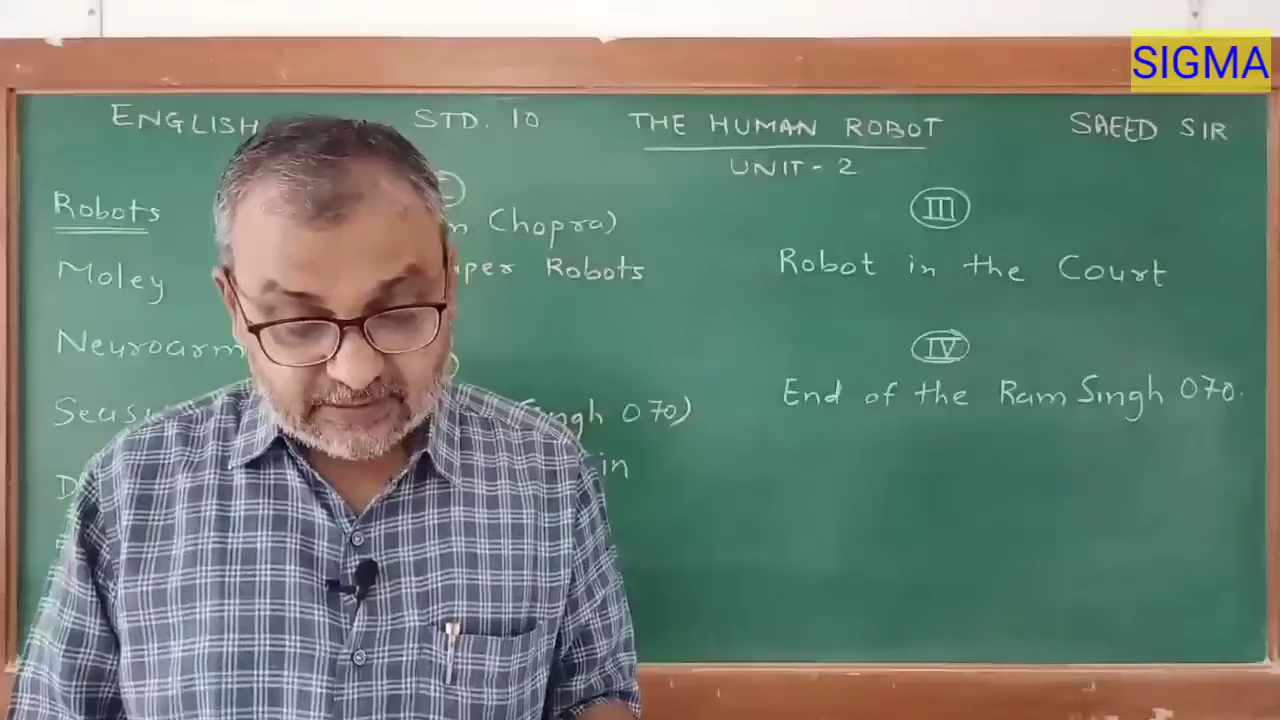 SIGMA
ENGLISH STD. 10 THE HUMAN ROBOT SAEED SIR
UNIT - 2
Robots
Moley
Neuroarm
Chopra)
Robots
Singh 070)
in
III
Robot in the Court
IV
End of the Ram Singh 070.